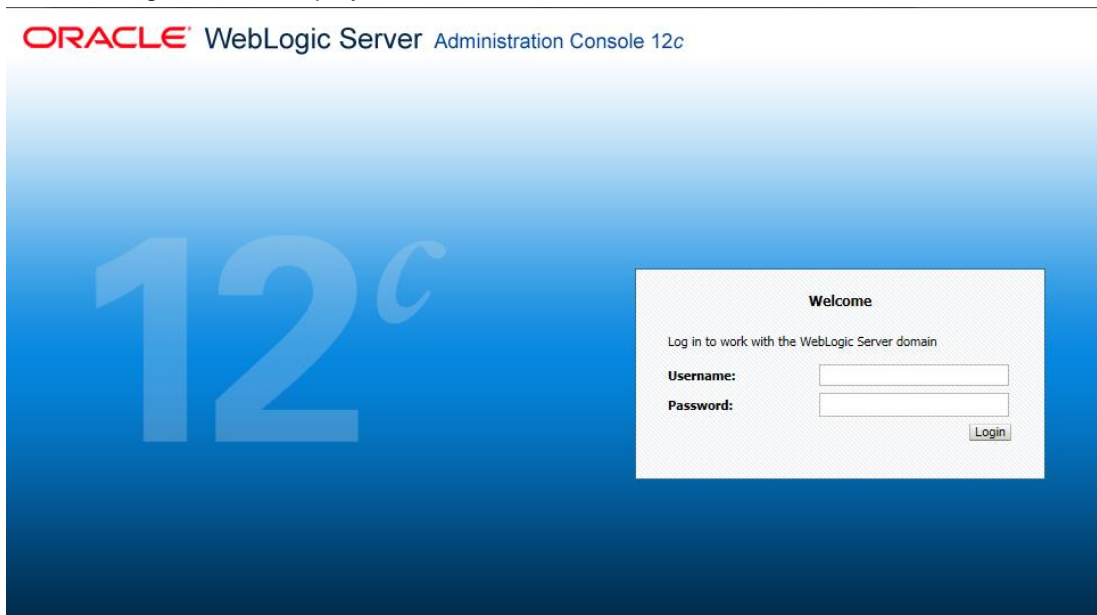 ORACLE WebLogic Server Administration Console 12c
12c
Welcome
Log in to work with the WebLogic Server domain
Username:
Password:
Login